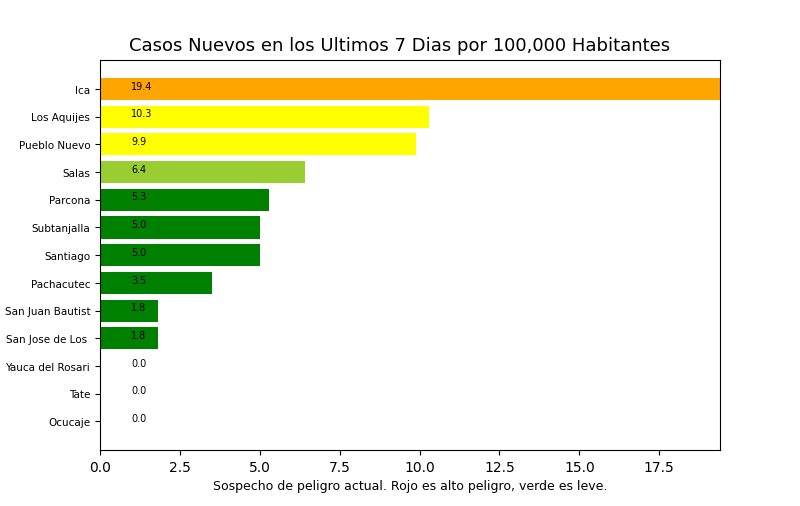 Casos Nuevos en los Ultimos 7 Dias por 100,000 Habitantes
Ica 19.4
Los Aquijes 10.3
Pueblo Nuevo 9.9
Salas 6.4
Parcona 5.3
Subtanjalla 5.0
Santiago 5.0
Pachacutec 3.5
San Juan Bautist 1.8
San Jose de Los 1.8
Yauca del Rosari 0.0
Tate 0.0
Ocucaje 0.0
0.0 2.5 5.0 7.5 10.0 12.5 15.0 17.5
Sospecho de peligro actual. Rojo es alto peligro, verde es leve.